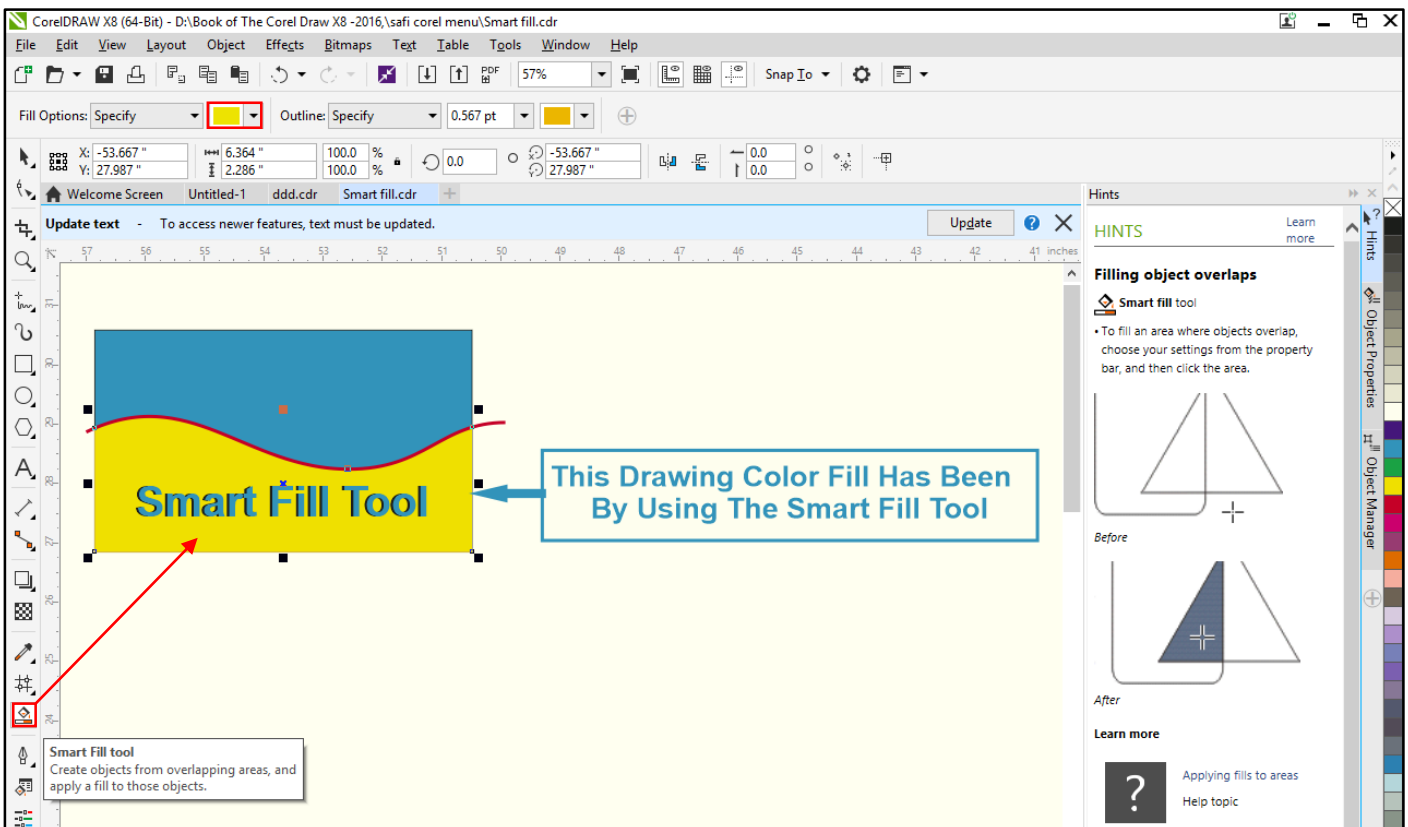 CorelDRAW X8 (64-Bit) - D:\Book of The Corel Draw X8 -2016,\safi corel menu\Smart fill.cdr
File Edit View Layout Object Effects Bitmaps Text Table Tools Window Help
PDF 57% Snap To
Fill Options: Specify Outline: Specify 0.567 pt
X: -53.667 " 6.364 " 100.0 % 0.0 -53.667 " 0.0
Y: 27.987 " 2.286 " 100.0 % 27.987 " 0.0
Welcome Screen Untitled-1 ddd.cdr Smart fill.cdr
Update text - To access newer features, text must be updated. Update ?
57 56 55 54 53 52 51 50 49 48 47 46 45 44 43 42 41 inches
31
30
29
28
27
26
25
24
Smart Fill Tool
This Drawing Color Fill Has Been
By Using The Smart Fill Tool
Smart Fill tool
Create objects from overlapping areas, and
apply a fill to those objects.
Hints
HINTS
Learn
more
Filling object overlaps
Smart fill tool
• To fill an area where objects overlap,
choose your settings from the property
bar, and then click the area.
Before
After
Learn more
?
Applying fills to areas
Help topic
Hints
Object Properties
Object Manager